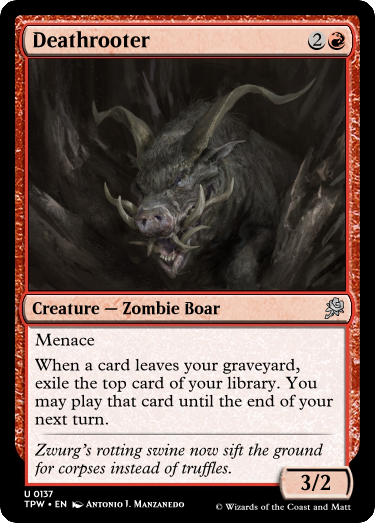 Deathrooter 2
Creature — Zombie Boar
Menace
When a card leaves your graveyard,
exile the top card of your library. You
may play that card until the end of your
next turn.
Zwurg's rotting swine now sift the ground
for corpses instead of truffles.
3/2
U 0137
TPW • EN Antonio J. Manzanedo
© Wizards of the Coast and Matt